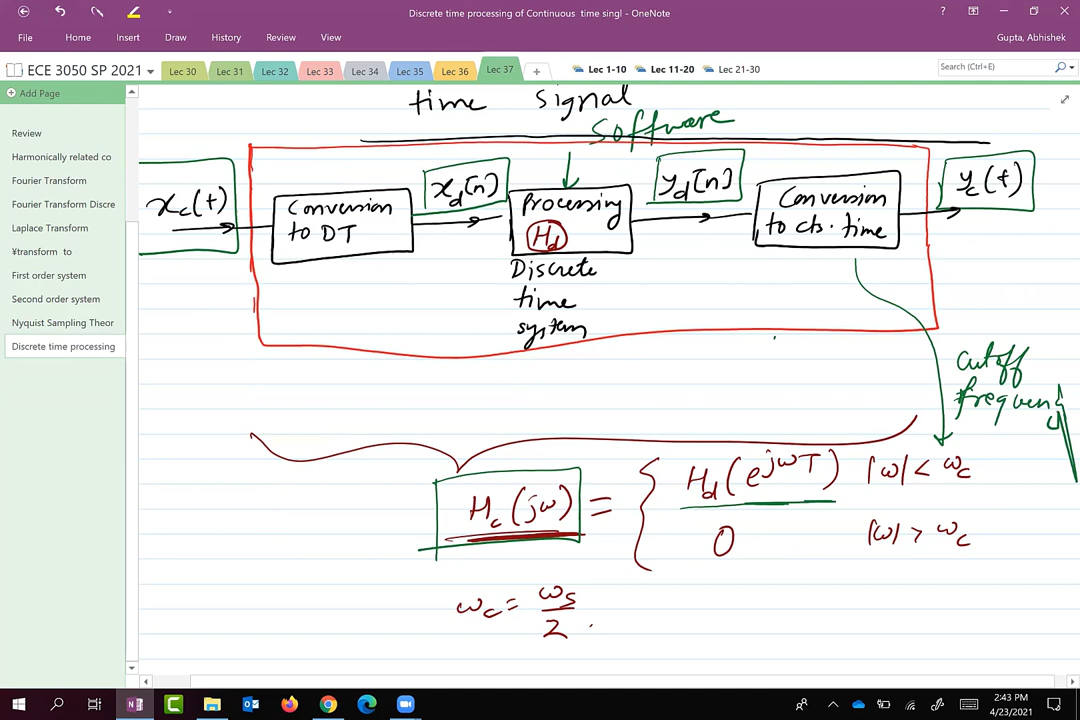 Discrete time processing of Continuous time singl - OneNote
Gupta, Abhishek
File Home Insert Draw History Review View
ECE 3050 SP 2021
Lec 30 Lec 31 Lec 32 Lec 33 Lec 34 Lec 35 Lec 36 Lec 37
Lec 1-10 Lec 11-20 Lec 21-30
Search (Ctrl+E)
Add Page
Review
Harmonically related co
Fourier Transform
Fourier Transform Discre
Laplace Transform
¥transform to
First order system
Second order system
Nyquist Sampling Theor
Discrete time processing
time signal
software
x_c(t)
Conversion
to DT
x_d[n]
Processing
H_d
Discrete
time
system
y_d[n]
Conversion
to cts. time
y_c(t)
cutoff
frequency
H_c(jω) = { H_d(e^{jωT}) |ω| < ω_c
0 |ω| > ω_c
ω_c = ω_s/2
2:43 PM
4/23/2021